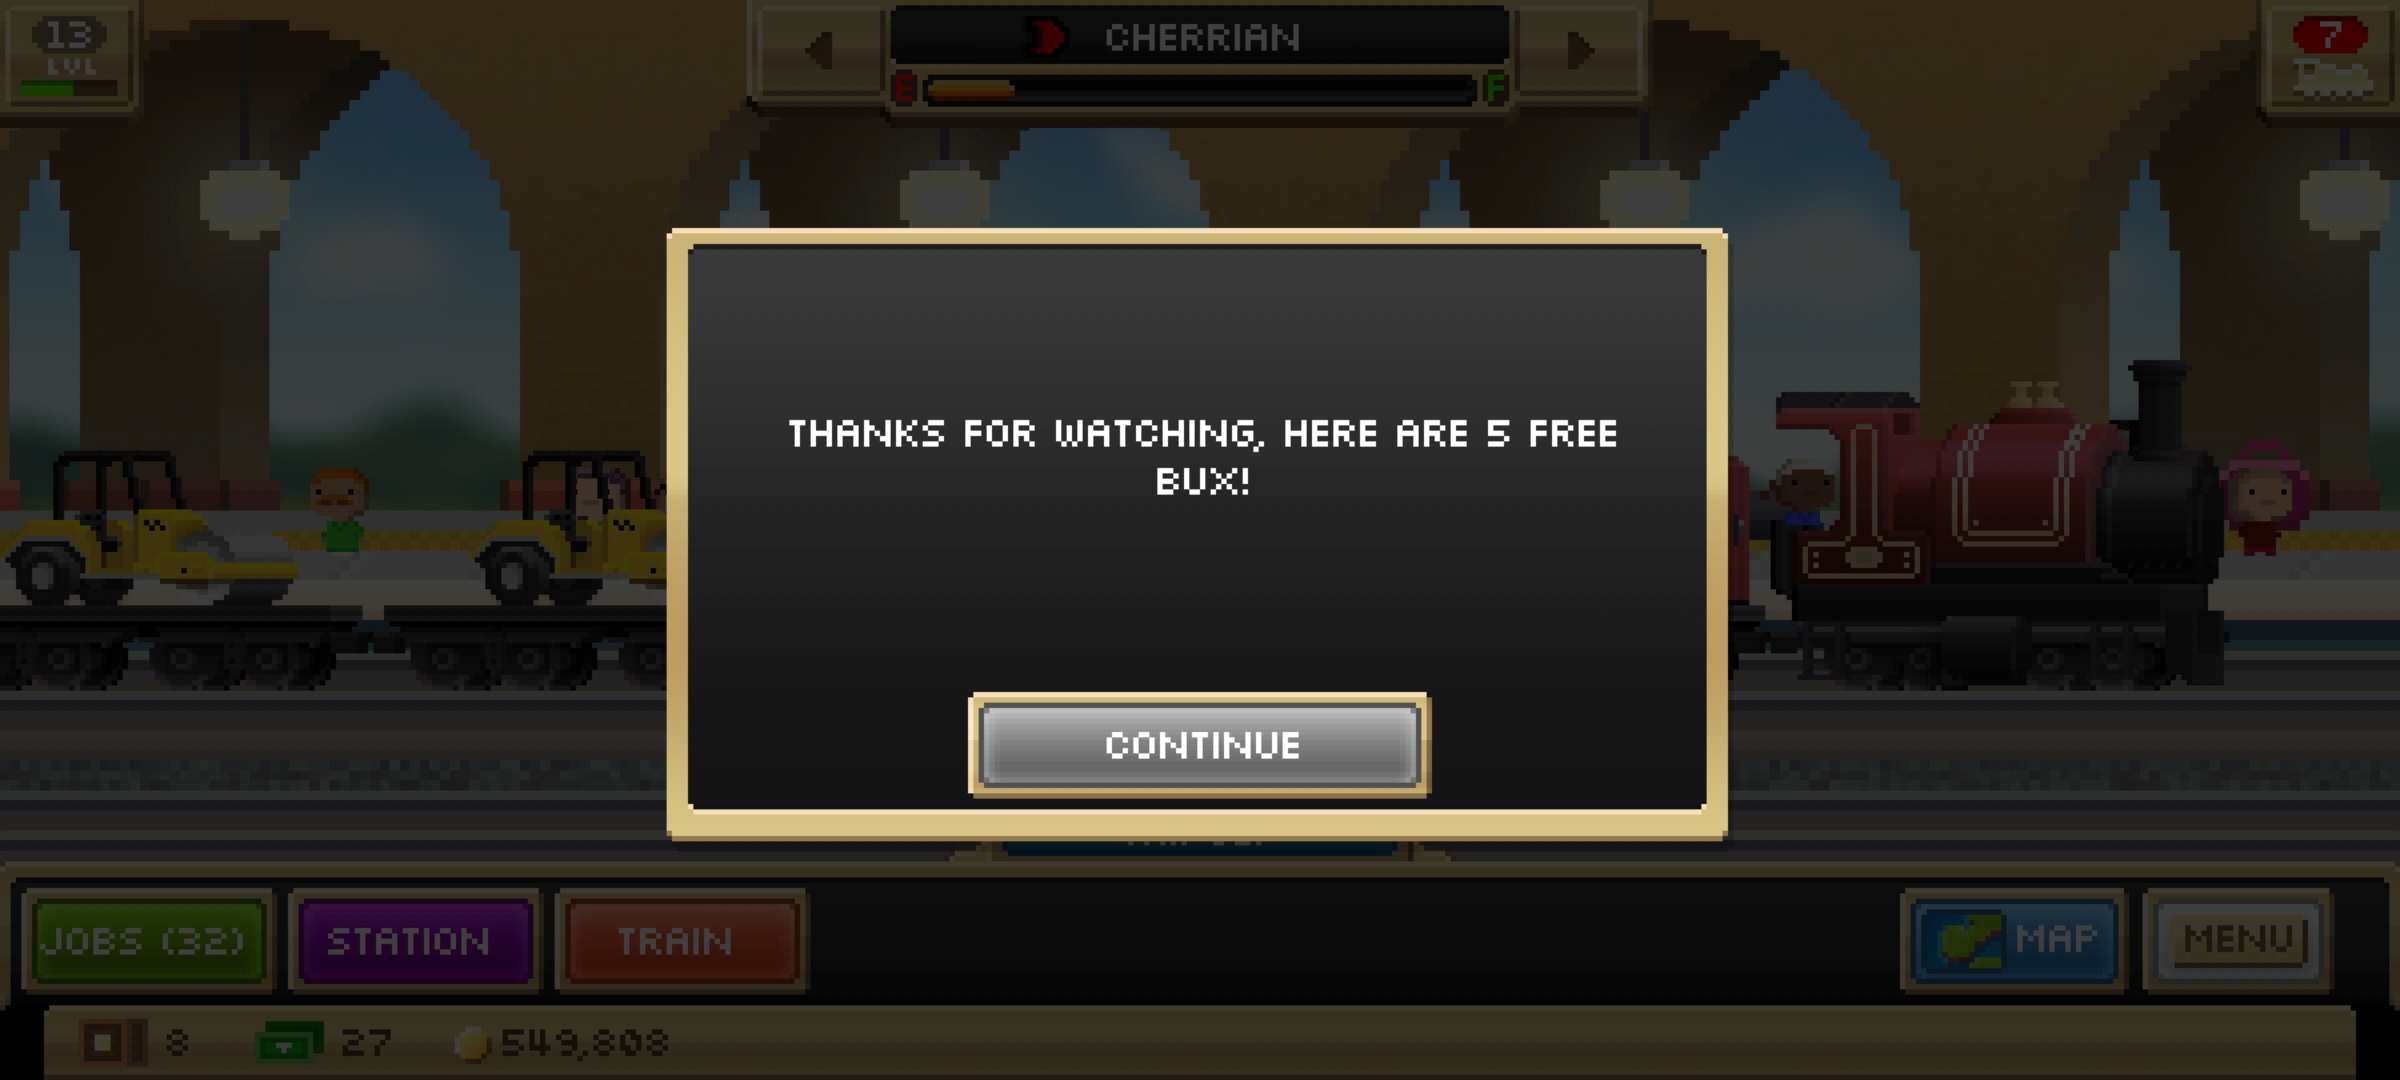 13
LVL
CHERRIAN
E
F
7
THANKS FOR WATCHING, HERE ARE 5 FREE
BUX!
CONTINUE
JOBS (32)
STATION
TRAIN
MAP
MENU
8
27
549,808